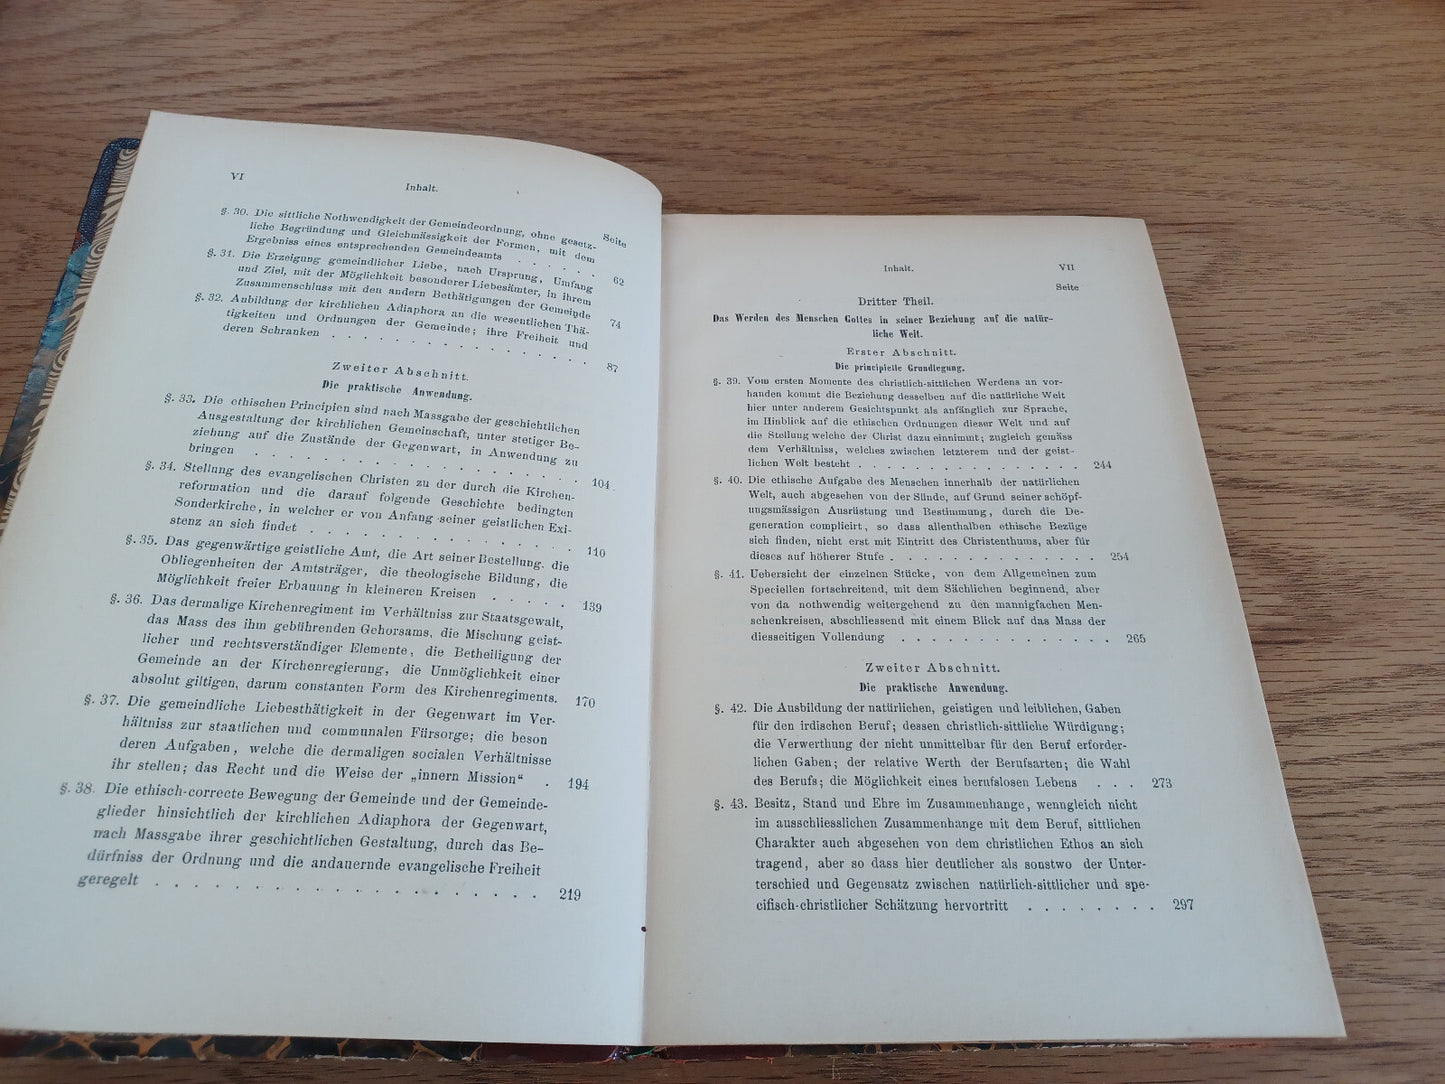 VI
Inhalt.
Seite
§. 30. Die sittliche Nothwendigkeit der Gemeindeordnung, ohne gesetz-
liche Begründung und Gleichmässigkeit der Formen, mit dem
Ergebniss eines entsprechenden Gemeindeamts . . . . . . 62
§. 31. Die Erzeigung gemeindlicher Liebe, nach Ursprung, Umfang
und Ziel, mit der Möglichkeit besonderer Liebesämter, in ihrem
Zusammenschluss mit den andern Bethätigungen der Gemeinde 74
§. 32. Anbildung der kirchlichen Adiaphora an die wesentlichen Thä-
tigkeiten und Ordnungen der Gemeinde; ihre Freiheit und
deren Schranken . . . . . . . . . . . . . . . . 87
Zweiter Abschnitt.
Die praktische Anwendung.
§. 33. Die ethischen Principien sind nach Massgabe der geschichtlichen
Ausgestaltung der kirchlichen Gemeinschaft, unter stetiger Be-
ziehung auf die Zustände der Gegenwart, in Anwendung zu
bringen . . . . . . . . . . . . . . . . . . . 104
§. 34. Stellung des evangelischen Christen zu der durch die Kirchen-
reformation und die darauf folgende Geschichte bedingten
Sonderkirche, in welcher er von Anfang seiner geistlichen Exi-
stenz an sich findet . . . . . . . . . . . . . . . 110
§. 35. Das gegenwärtige geistliche Amt, die Art seiner Bestellung, die
Obliegenheiten der Amtsträger, die theologische Bildung, die
Möglichkeit freier Erbauung in kleineren Kreisen . . . . . 139
§. 36. Das dermalige Kirchenregiment im Verhältniss zur Staatsgewalt,
das Mass des ihm gebührenden Gehorsams, die Mischung geist-
licher und rechtsverständiger Elemente, die Betheiligung der
Gemeinde an der Kirchenregierung, die Unmöglichkeit einer
absolut giltigen, darum constanten Form des Kirchenregiments. 170
§. 37. Die gemeindliche Liebesthätigkeit in der Gegenwart im Ver-
hältniss zur staatlichen und communalen Fürsorge; die beson
deren Aufgaben, welche die dermaligen socialen Verhältnisse
ihr stellen; das Recht und die Weise der „innern Mission“ . 194
§. 38. Die ethisch-correcte Bewegung der Gemeinde und der Gemeinde-
glieder hinsichtlich der kirchlichen Adiaphora der Gegenwart,
nach Massgabe ihrer geschichtlichen Gestaltung, durch das Be-
dürfniss der Ordnung und die andauernde evangelische Freiheit
geregelt . . . . . . . . . . . . . . . . . . . 219
Inhalt.
VII
Seite
Dritter Theil.
Das Werden des Menschen Gottes in seiner Beziehung auf die natür-
liche Welt.
Erster Abschnitt.
Die principielle Grundlegung.
§. 39. Vom ersten Momente des christlich-sittlichen Werdens an vor-
handen kommt die Beziehung desselben auf die natürliche Welt
hier unter anderem Gesichtspunkt als anfänglich zur Sprache,
im Hinblick auf die ethischen Ordnungen dieser Welt und auf
die Stellung welche der Christ dazu einnimmt; zugleich gemäss
dem Verhältniss, welches zwischen letzterem und der geist-
lichen Welt besteht . . . . . . . . . . . . . . . . 244
§. 40. Die ethische Aufgabe des Menschen innerhalb der natürlichen
Welt, auch abgesehen von der Sünde, auf Grund seiner schöpf-
ungsmässigen Ausrüstung und Bestimmung, durch die De-
generation complicirt, so dass allenthalben ethische Bezüge
sich finden, nicht erst mit Eintritt des Christenthums, aber für
dieses auf höherer Stufe . . . . . . . . . . . . . . 254
§. 41. Uebersicht der einzelnen Stücke, von dem Allgemeinen zum
Speciellen fortschreitend, mit dem Sächlichen beginnend, aber
von da nothwendig weitergehend zu den mannigfachen Men-
schenkreisen, abschliessend mit einem Blick auf das Mass der
diesseitigen Vollendung . . . . . . . . . . . . . 265
Zweiter Abschnitt.
Die praktische Anwendung.
§. 42. Die Ausbildung der natürlichen, geistigen und leiblichen, Gaben
für den irdischen Beruf; dessen christlich-sittliche Würdigung;
die Verwerthung der nicht unmittelbar für den Beruf erforder-
lichen Gaben; der relative Werth der Berufsarten; die Wahl
des Berufs; die Möglichkeit eines berufslosen Lebens . . . 273
§. 43. Besitz, Stand und Ehre im Zusammenhange, wenngleich nicht
im ausschliesslichen Zusammenhange mit dem Beruf, sittlichen
Charakter auch abgesehen von dem christlichen Ethos an sich
tragend, aber so dass hier deutlicher als sonstwo der Unter-
terschied und Gegensatz zwischen natürlich-sittlicher und spe-
cifisch-christlicher Schätzung hervortritt . . . . . . . . 297